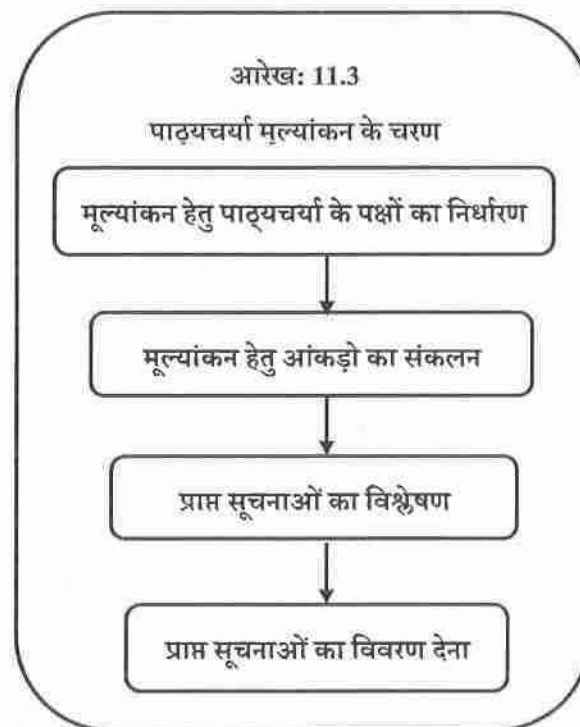 आरेख: 11.3
पाठ्यचर्या मूल्यांकन के चरण
मूल्यांकन हेतु पाठ्यचर्या के पक्षों का निर्धारण
मूल्यांकन हेतु आंकड़ो का संकलन
प्राप्त सूचनाओं का विश्लेषण
प्राप्त सूचनाओं का विवरण देना